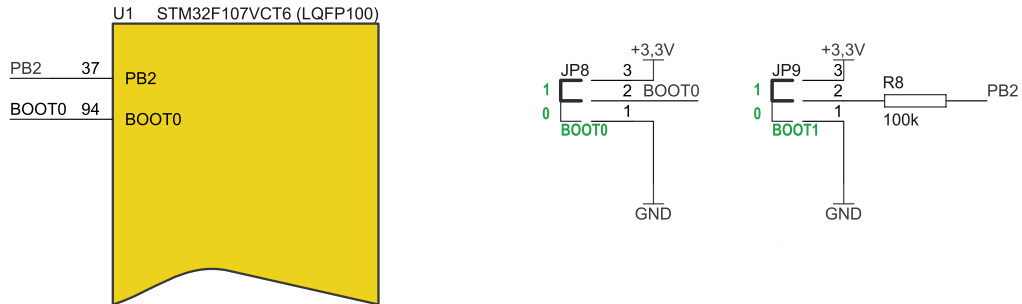 U1 STM32F107VCT6 (LQFP100)
PB2 37 PB2
BOOT0 94 BOOT0
+3,3V
JP8 3
1 2 BOOT0
0 1
BOOT0
GND
+3,3V
JP9 3 R8
1 2 PB2
0 1 100k
BOOT1
GND